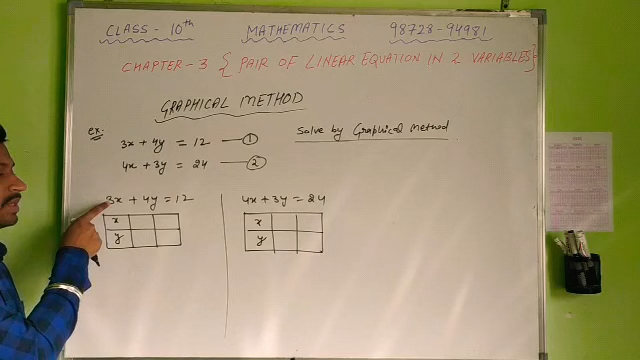 CLASS - 10th MATHEMATICS 98728-94981
CHAPTER-3 { PAIR OF LINEAR EQUATION IN 2 VARIABLES}
GRAPHICAL METHOD
ex:-
3x + 4y = 12 — 1
Solve by Graphical Method
4x + 3y = 24 — 2
3x + 4y = 12
x
y
4x + 3y = 24
x
y